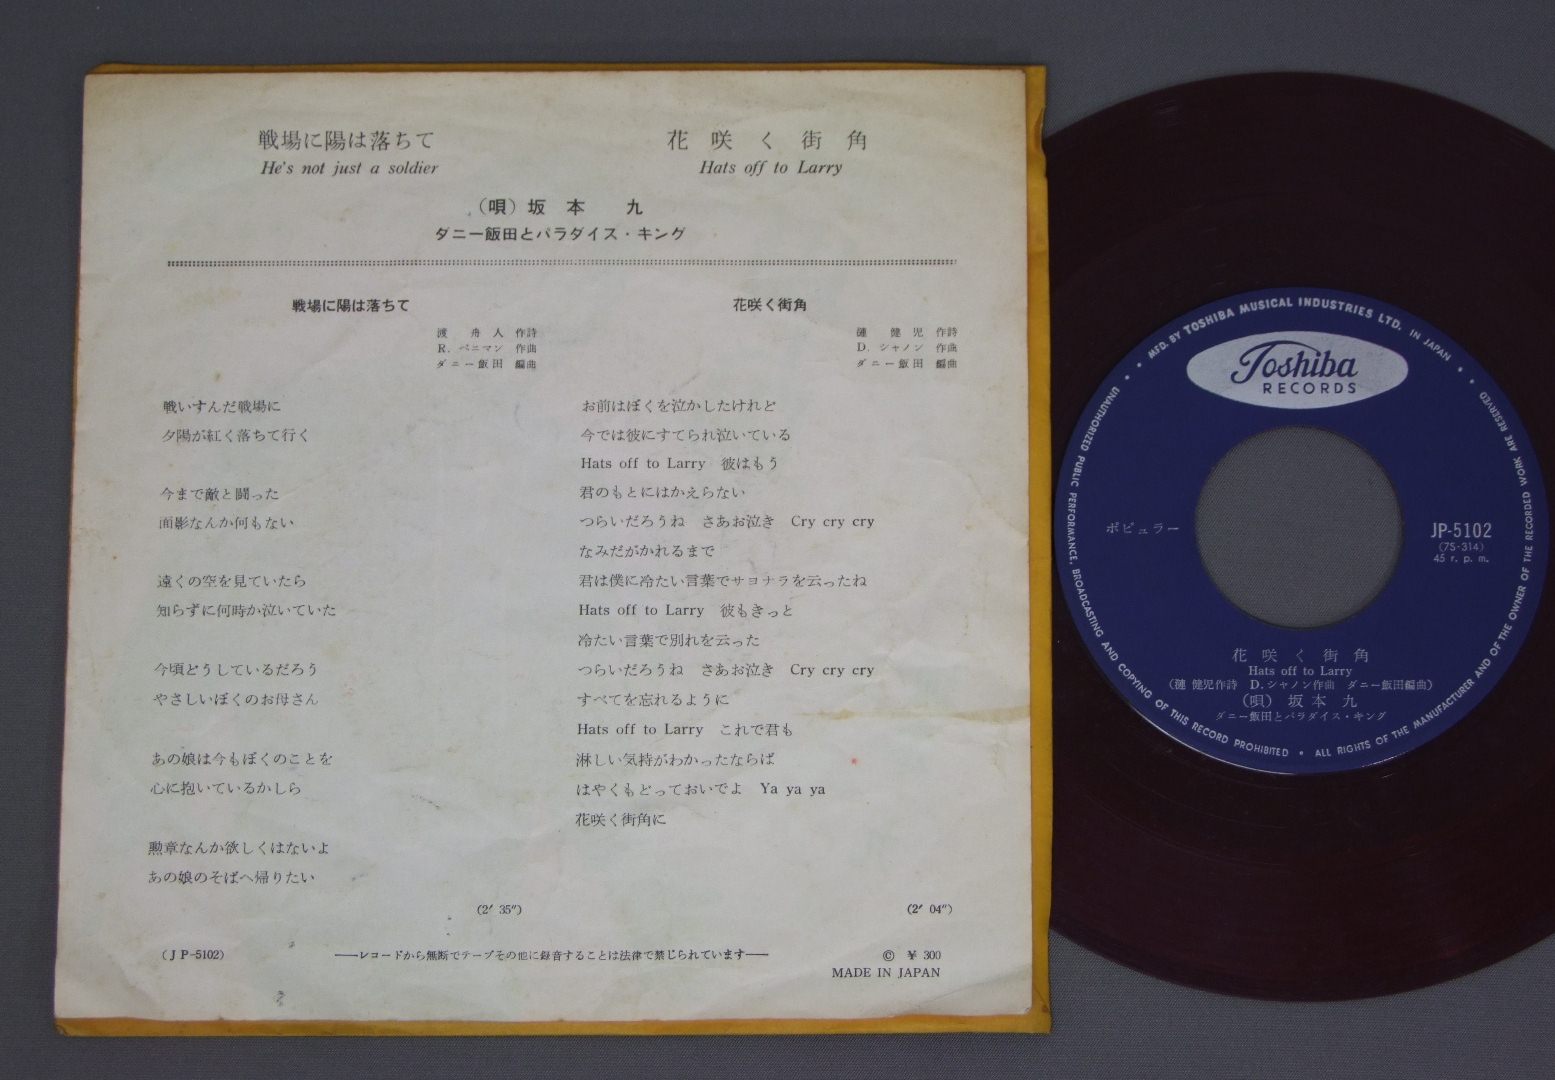 戦場に陽は落ちて
He's not just a soldier
花咲く街角
Hats off to Larry
(唄) 坂本 九
ダニー飯田とパラダイス・キング
戦場に陽は落ちて
渡 舟人 作詩
R. ベニマン 作曲
ダニー飯田 編曲
戦いすんだ戦場に
夕陽が紅く落ちて行く
今まで敵と闘った
面影なんか何もない
遠くの空を見ていたら
知らずに何時か泣いていた
今頃どうしているだろう
やさしいぼくのお母さん
あの娘は今もぼくのことを
心に抱いているかしら
勲章なんか欲しくはないよ
あの娘のそばへ帰りたい
(2′ 35″)
花咲く街角
漣 健児 作詩
D. シャノン 作曲
ダニー飯田 編曲
お前はぼくを泣かしたけれど
今では彼にすてられ泣いている
Hats off to Larry 彼はもう
君のもとにはかえらない
つらいだろうね さあお泣き Cry cry cry
なみだがかれるまで
君は僕に冷たい言葉でサヨナラを云ったね
Hats off to Larry 彼もきっと
冷たい言葉で別れを云った
つらいだろうね さあお泣き Cry cry cry
すべてを忘れるように
Hats off to Larry これで君も
淋しい気持がわかったならば
はやくもどっておいでよ Ya ya ya
花咲く街角に
(2′ 04″)
(JP-5102)
──レコードから無断でテープその他に録音することは法律で禁じられています──
© ¥ 300
MADE IN JAPAN
MFD. BY TOSHIBA MUSICAL INDUSTRIES LTD. IN JAPAN
Toshiba
RECORDS
ポピュラー
JP-5102
(7S-314)
45 r. p. m.
花咲く街角
Hats off to Larry
(漣 健児作詩 D. シャノン作曲 ダニー飯田編曲)
(唄) 坂本 九
ダニー飯田とパラダイス・キング
UNAUTHORIZED PUBLIC PERFORMANCE, BROADCASTING AND COPYING OF THIS RECORD PROHIBITED • ALL RIGHTS OF THE MANUFACTURER AND OF THE OWNER OF THE RECORDED WORK ARE RESERVED